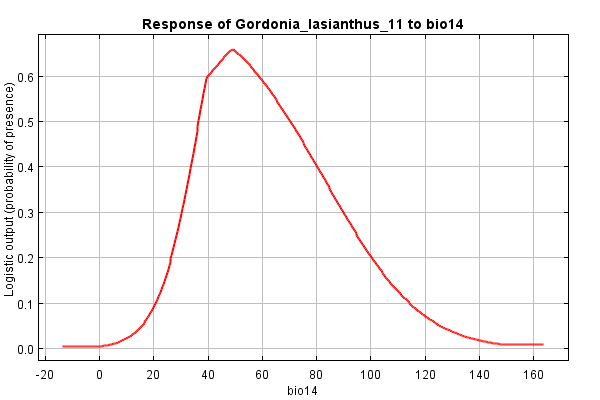 Response of Gordonia_lasianthus_11 to bio14
Logistic output (probability of presence)
0.6
0.5
0.4
0.3
0.2
0.1
0.0
-20 0 20 40 60 80 100 120 140 160
bio14